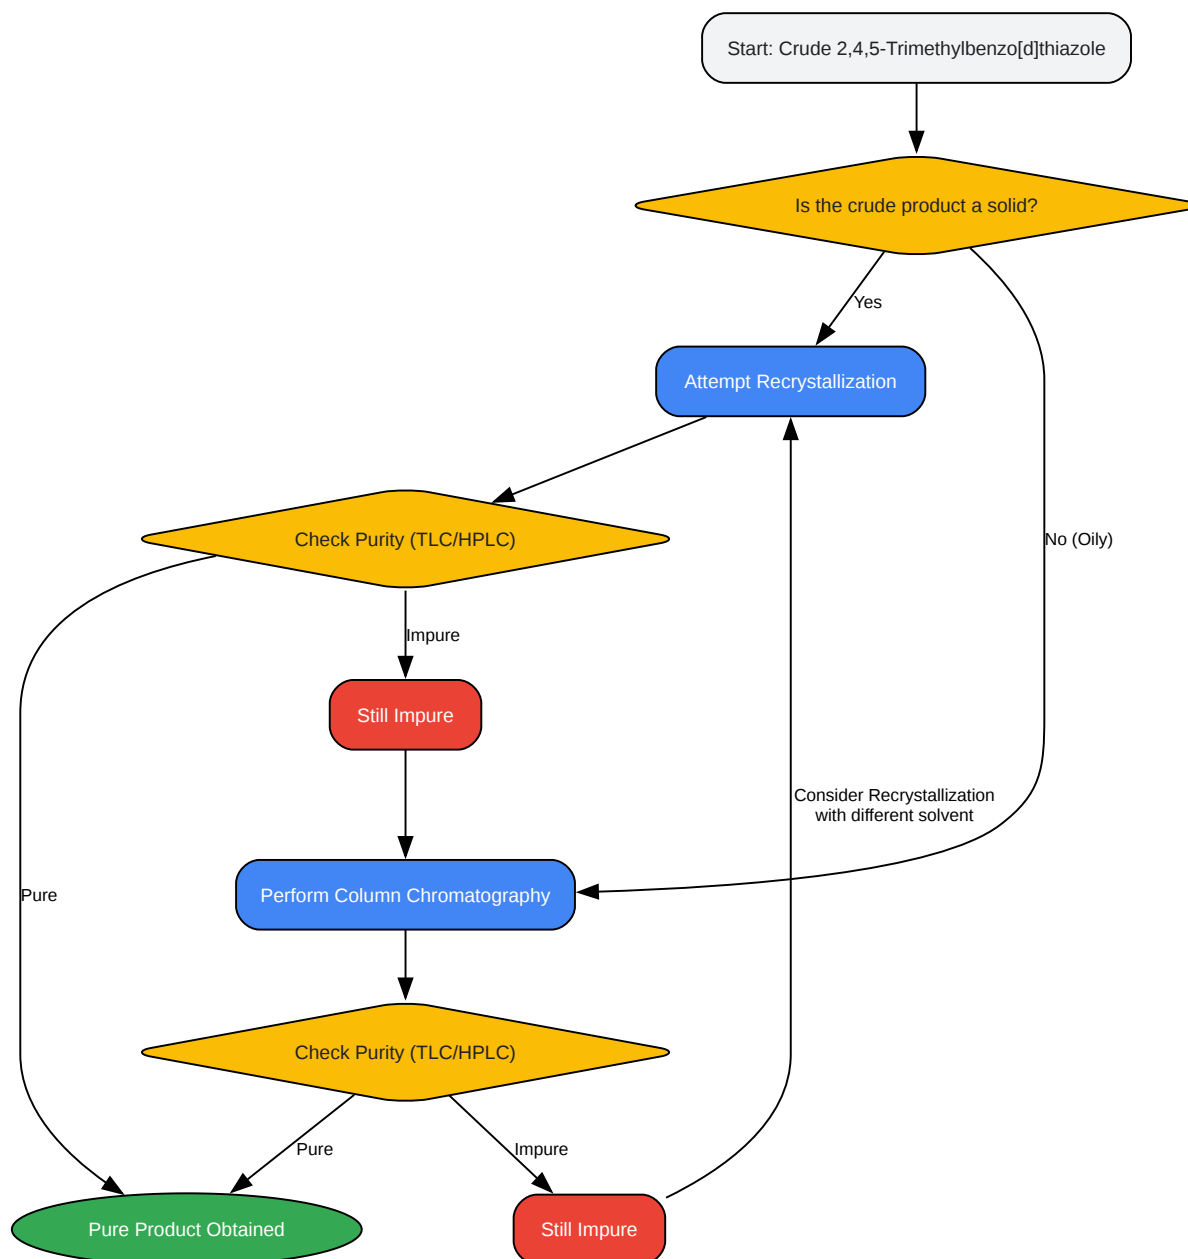 Start: Crude 2,4,5-Trimethylbenzo[d]thiazole
Is the crude product a solid?
Yes
Attempt Recrystallization
No (Oily)
Check Purity (TLC/HPLC)
Impure
Still Impure
Consider Recrystallization
with different solvent
Pure
Perform Column Chromatography
Check Purity (TLC/HPLC)
Pure
Impure
Pure Product Obtained
Still Impure